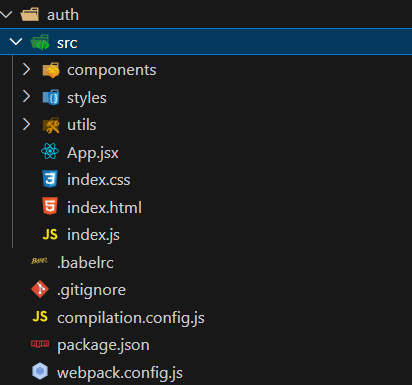 auth
src
components
styles
utils
App.jsx
index.css
index.html
JS index.js
BABEL .babelrc
.gitignore
JS compilation.config.js
npm package.json
webpack.config.js